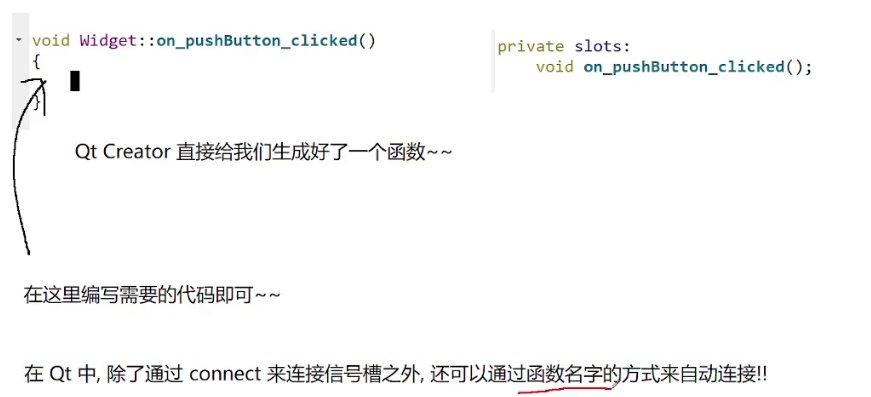 void Widget::on_pushButton_clicked()
{
}
private slots:
void on_pushButton_clicked();
Qt Creator 直接给我们生成好了一个函数~~
在这里编写需要的代码即可~~
在 Qt 中, 除了通过 connect 来连接信号槽之外, 还可以通过函数名字的方式来自动连接!!